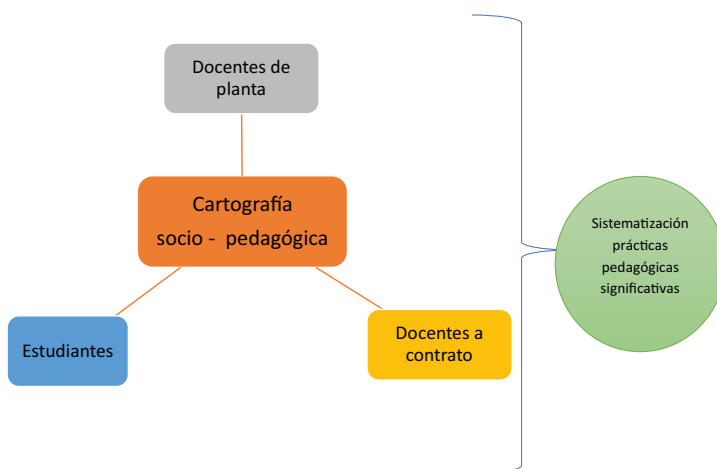 Docentes de
planta
Cartografía
socio - pedagógica
Estudiantes
Docentes a
contrato
Sistematización
prácticas
pedagógicas
significativas